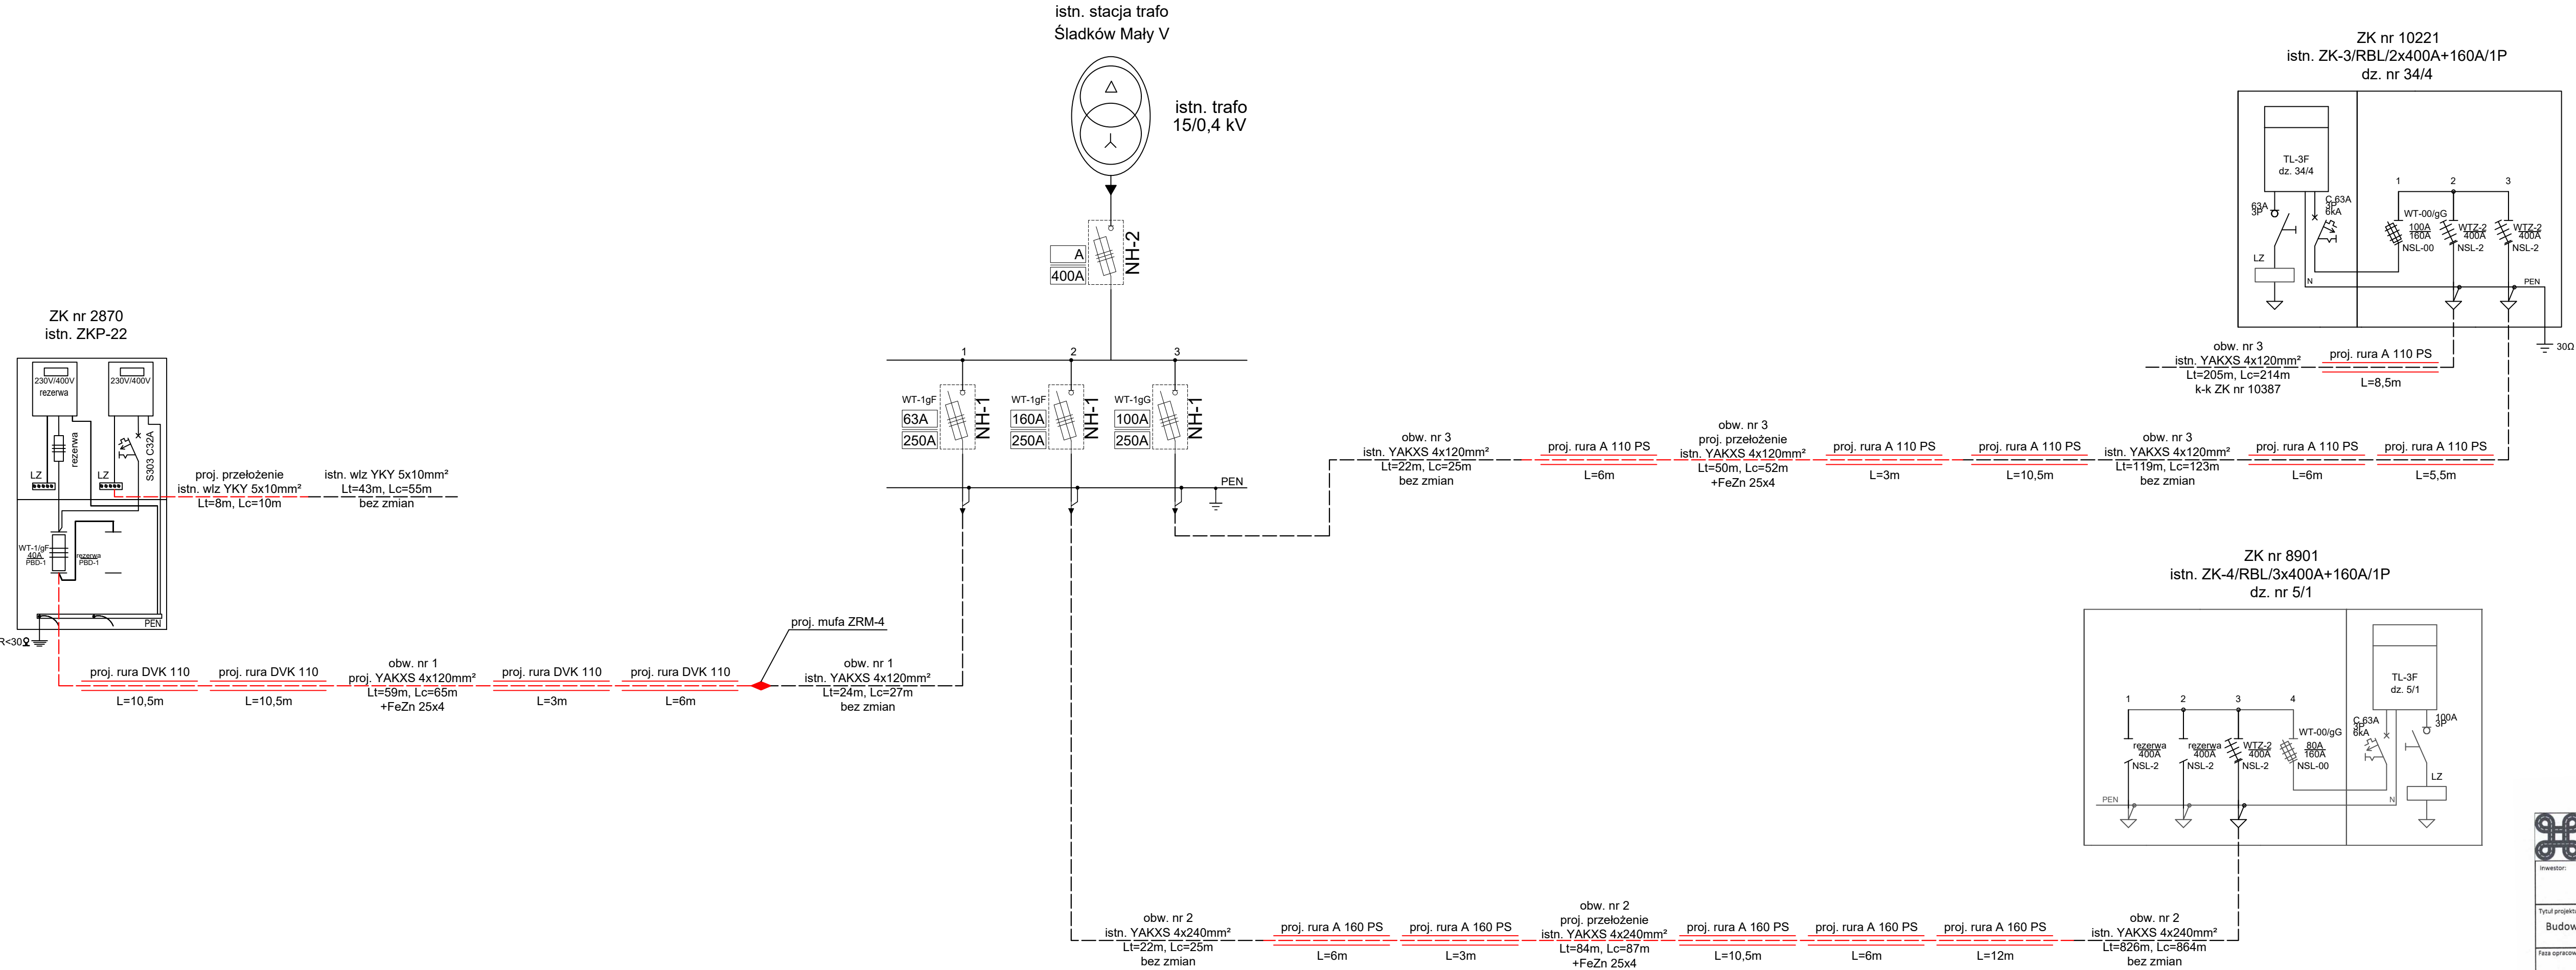 istn. stacja trafo
Śladków Mały V
istn. trafo
15/0,4 kV
A
400A
NH-2
1
2
3
WT-1gF
63A
250A
NH-1
WT-1gF
160A
250A
NH-1
WT-1gG
100A
250A
NH-1
PEN
ZK nr 2870
istn. ZKP-22
230V/400V
rezerwa
230V/400V
rezerwa
S303 C32A
LZ
LZ
WT-1/gF
40A
PBD-1
rezerwa
PBD-1
PEN
R<30Ω
proj. przełożenie
istn. wlz YKY 5x10mm²
Lt=8m, Lc=10m
istn. wlz YKY 5x10mm²
Lt=43m, Lc=55m
bez zmian
proj. rura DVK 110
L=10,5m
proj. rura DVK 110
L=10,5m
obw. nr 1
proj. YAKXS 4x120mm²
Lt=59m, Lc=65m
+FeZn 25x4
proj. rura DVK 110
L=3m
proj. rura DVK 110
L=6m
proj. mufa ZRM-4
obw. nr 1
istn. YAKXS 4x120mm²
Lt=24m, Lc=27m
bez zmian
ZK nr 10221
istn. ZK-3/RBL/2x400A+160A/1P
dz. nr 34/4
TL-3F
dz. 34/4
63A
3P
C 63A
3P
6kA
LZ
N
1
2
3
WT-00/gG
100A
160A
NSL-00
WTZ-2
400A
NSL-2
WTZ-2
400A
NSL-2
PEN
30Ω
obw. nr 3
istn. YAKXS 4x120mm²
Lt=205m, Lc=214m
k-k ZK nr 10387
proj. rura A 110 PS
L=8,5m
obw. nr 3
istn. YAKXS 4x120mm²
Lt=22m, Lc=25m
bez zmian
proj. rura A 110 PS
L=6m
obw. nr 3
proj. przełożenie
istn. YAKXS 4x120mm²
Lt=50m, Lc=52m
+FeZn 25x4
proj. rura A 110 PS
L=3m
proj. rura A 110 PS
L=10,5m
obw. nr 3
istn. YAKXS 4x120mm²
Lt=119m, Lc=123m
bez zmian
proj. rura A 110 PS
L=6m
proj. rura A 110 PS
L=5,5m
ZK nr 8901
istn. ZK-4/RBL/3x400A+160A/1P
dz. nr 5/1
1
2
3
4
rezerwa
400A
NSL-2
rezerwa
400A
NSL-2
WTZ-2
400A
NSL-2
WT-00/gG
80A
160A
NSL-00
TL-3F
dz. 5/1
C 63A
3P
6kA
100A
3P
LZ
PEN
N
obw. nr 2
istn. YAKXS 4x240mm²
Lt=22m, Lc=25m
bez zmian
proj. rura A 160 PS
L=6m
proj. rura A 160 PS
L=3m
obw. nr 2
proj. przełożenie
istn. YAKXS 4x240mm²
Lt=84m, Lc=87m
+FeZn 25x4
proj. rura A 160 PS
L=10,5m
proj. rura A 160 PS
L=6m
proj. rura A 160 PS
L=12m
obw. nr 2
istn. YAKXS 4x240mm²
Lt=826m, Lc=864m
bez zmian
Inwestor:
Tytuł projektu
Budow
Faza opracow